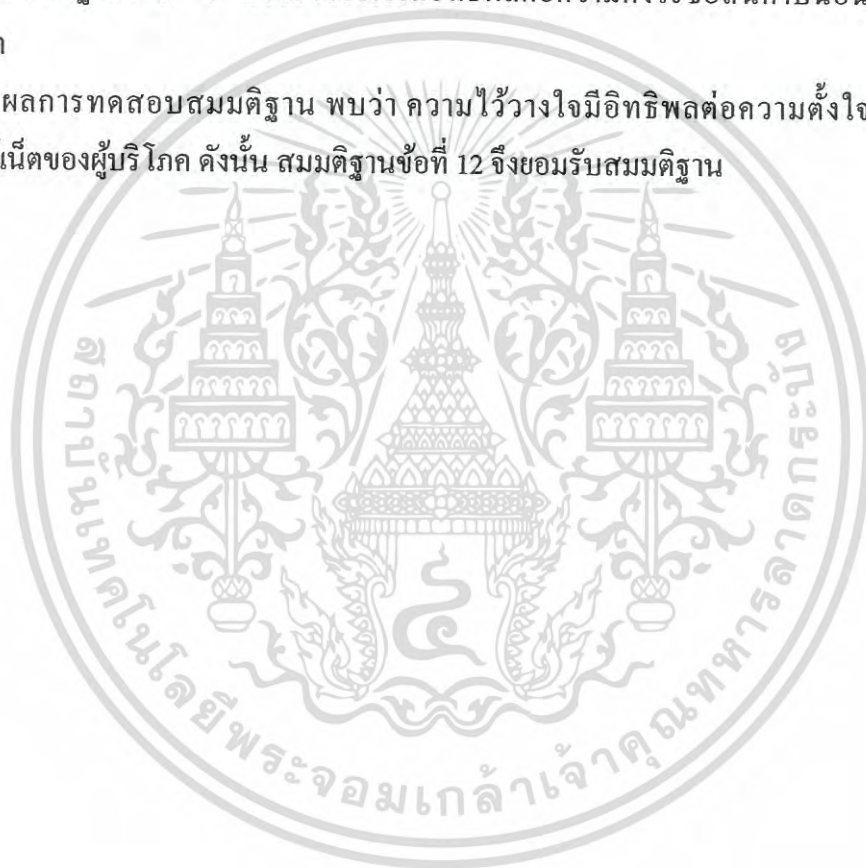 ผลการทดสอบสมมติฐาน พบว่า ความไว้วางใจมีอิทธิพลต่อความตั้งใจ
เน็ตของผู้บริโภค ดังนั้น สมมติฐานข้อที่ 12 จึงยอมรับสมมติฐาน
สถาบันเทคโนโลยีพระจอมเกล้าเจ้าคุณทหารลาดกระบัง